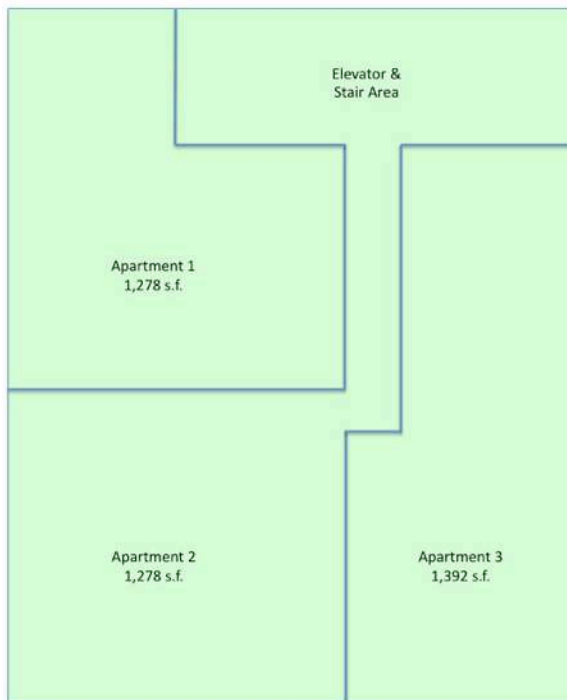 Elevator &
Stair Area
Apartment 1
1,278 s.f.
Apartment 2
1,278 s.f.
Apartment 3
1,392 s.f.